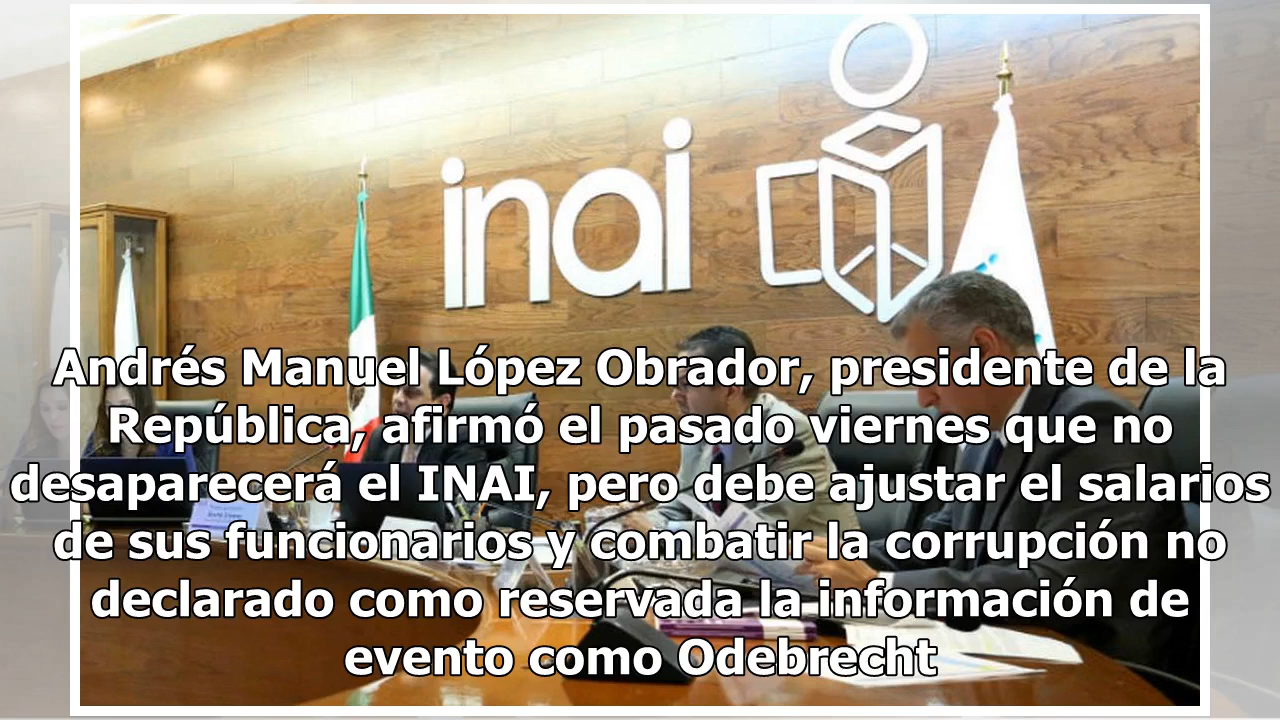 inai
Andrés Manuel López Obrador, presidente de la
República, afirmó el pasado viernes que no
desaparecerá el INAI, pero debe ajustar el salarios
de sus funcionarios y combatir la corrupción no
declarado como reservada la información de
evento como Odebrecht